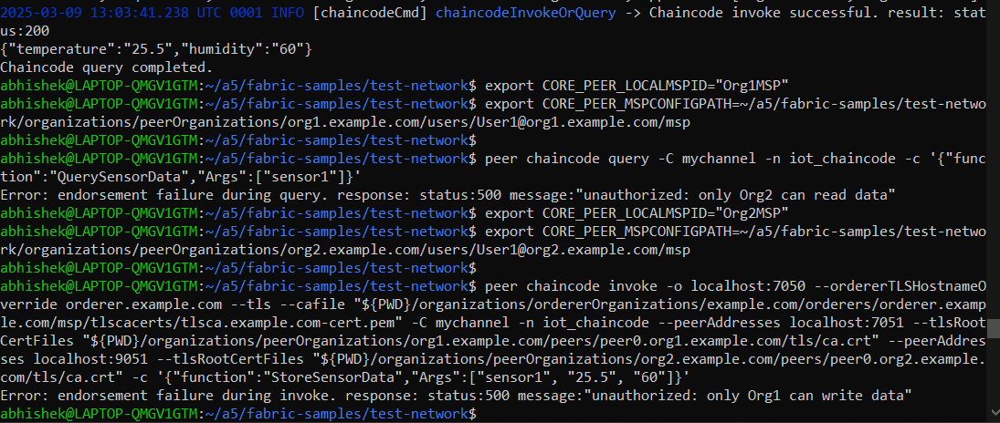 2025-03-09 13:03:41.238 UTC 0001 INFO [chaincodeCmd] chaincodeInvokeOrQuery -> Chaincode invoke successful. result: stat
us:200
{"temperature":"25.5","humidity":"60"}
Chaincode query completed.
abhishek@LAPTOP-QMGV1GTM:~/a5/fabric-samples/test-network$ export CORE_PEER_LOCALMSPID="Org1MSP"
abhishek@LAPTOP-QMGV1GTM:~/a5/fabric-samples/test-network$ export CORE_PEER_MSPCONFIGPATH=~/a5/fabric-samples/test-netwo
rk/organizations/peerOrganizations/org1.example.com/users/User1@org1.example.com/msp
abhishek@LAPTOP-QMGV1GTM:~/a5/fabric-samples/test-network$
abhishek@LAPTOP-QMGV1GTM:~/a5/fabric-samples/test-network$ peer chaincode query -C mychannel -n iot_chaincode -c '{"func
tion":"QuerySensorData","Args":["sensor1"]}'
Error: endorsement failure during query. response: status:500 message:"unauthorized: only Org2 can read data"
abhishek@LAPTOP-QMGV1GTM:~/a5/fabric-samples/test-network$ export CORE_PEER_LOCALMSPID="Org2MSP"
abhishek@LAPTOP-QMGV1GTM:~/a5/fabric-samples/test-network$ export CORE_PEER_MSPCONFIGPATH=~/a5/fabric-samples/test-netwo
rk/organizations/peerOrganizations/org2.example.com/users/User1@org2.example.com/msp
abhishek@LAPTOP-QMGV1GTM:~/a5/fabric-samples/test-network$
abhishek@LAPTOP-QMGV1GTM:~/a5/fabric-samples/test-network$ peer chaincode invoke -o localhost:7050 --ordererTLSHostnameO
verride orderer.example.com --tls --cafile "${PWD}/organizations/ordererOrganizations/example.com/orderers/orderer.examp
le.com/msp/tlscacerts/tlsca.example.com-cert.pem" -C mychannel -n iot_chaincode --peerAddresses localhost:7051 --tlsRoot
CertFiles "${PWD}/organizations/peerOrganizations/org1.example.com/peers/peer0.org1.example.com/tls/ca.crt" --peerAddres
ses localhost:9051 --tlsRootCertFiles "${PWD}/organizations/peerOrganizations/org2.example.com/peers/peer0.org2.example.
com/tls/ca.crt" -c '{"function":"StoreSensorData","Args":["sensor1", "25.5", "60"]}'
Error: endorsement failure during invoke. response: status:500 message:"unauthorized: only Org1 can write data"
abhishek@LAPTOP-QMGV1GTM:~/a5/fabric-samples/test-network$